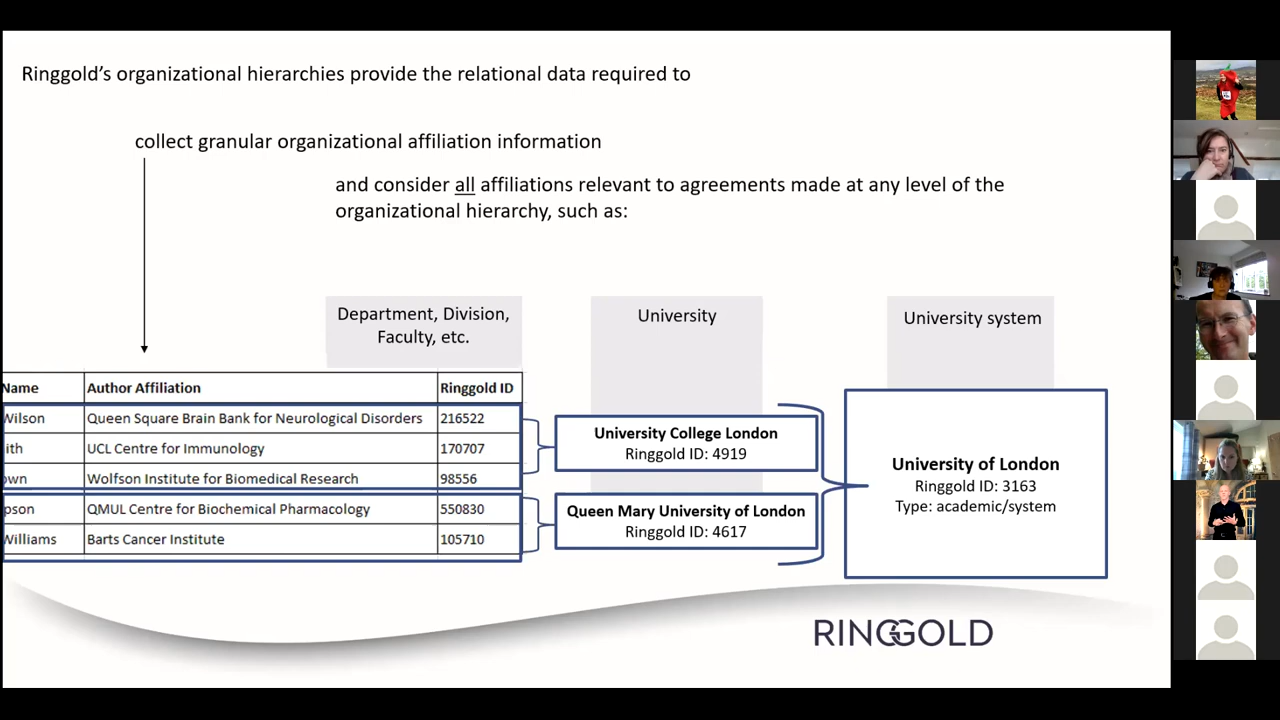 Ringgold's organizational hierarchies provide the relational data required to
collect granular organizational affiliation information
and consider all affiliations relevant to agreements made at any level of the
organizational hierarchy, such as:
Department, Division,
Faculty, etc.
University
University system
Name Author Affiliation Ringgold ID
Wilson Queen Square Brain Bank for Neurological Disorders 216522
ith UCL Centre for Immunology 170707
own Wolfson Institute for Biomedical Research 98556
pson QMUL Centre for Biochemical Pharmacology 550830
Williams Barts Cancer Institute 105710
University College London
Ringgold ID: 4919
Queen Mary University of London
Ringgold ID: 4617
University of London
Ringgold ID: 3163
Type: academic/system
RINGGOLD